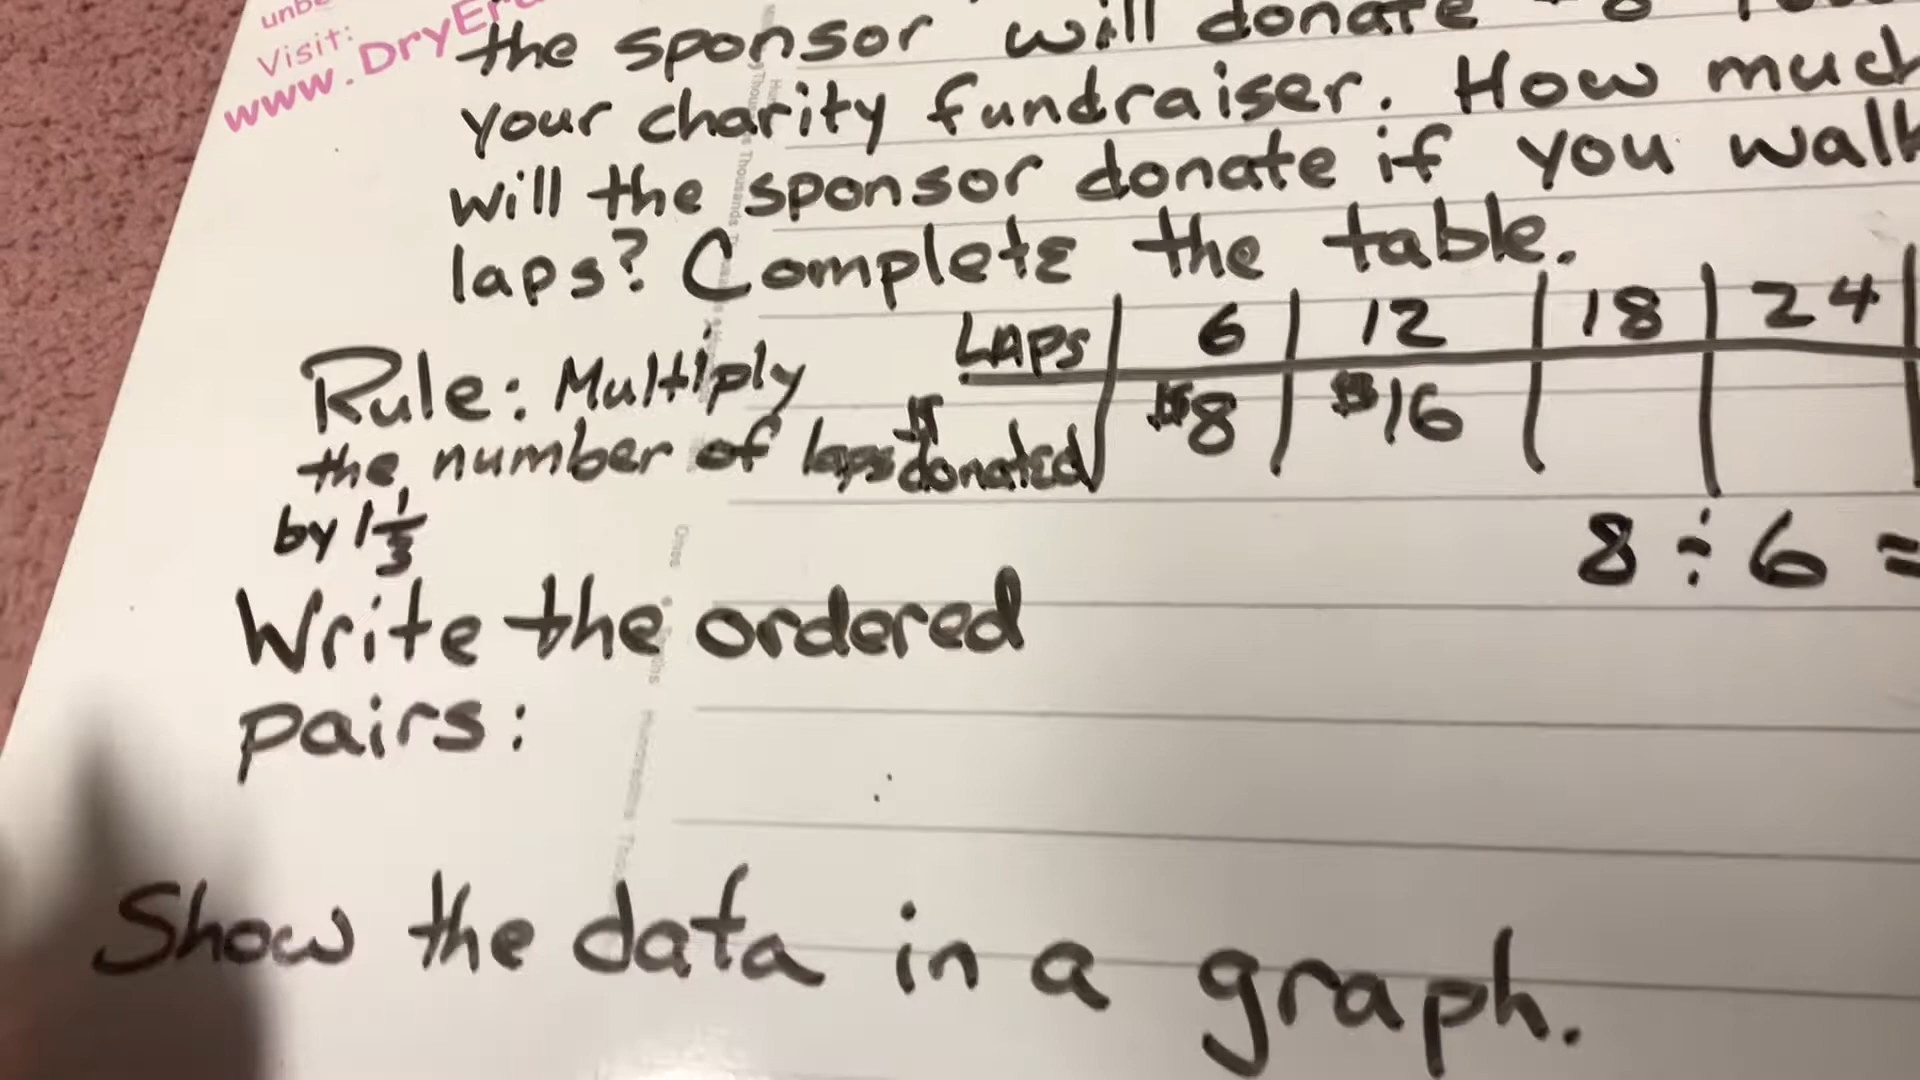 Visit:
www.DryEr
the sponsor will donate
your charity fundraiser. How much
will the sponsor donate if you walk
laps? Complete the table.
LAPS 6 12 18 24
$ donated $8 $16
Rule: Multiply
the number of laps
by 1 1/3
8 ÷ 6 =
Write the ordered
pairs:
Show the data in a graph.